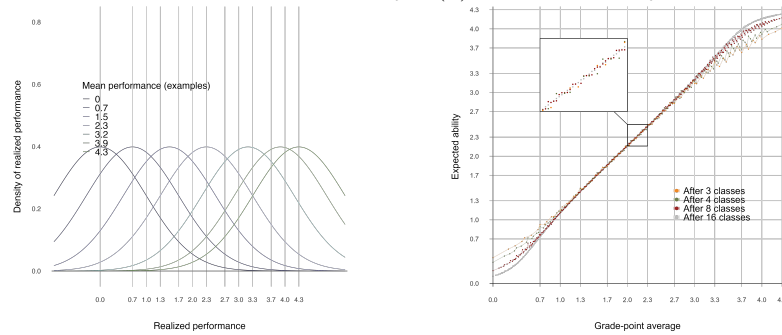 0.8
0.6
0.4
0.2
0.0
Density of realized performance
Mean performance (examples)
0
0.7
1.5
2.3
3.2
3.9
4.3
0.0 0.7 1.0 1.3 1.7 2.0 2.3 2.7 3.0 3.3 3.7 4.0 4.3
Realized performance
4.3
4.0
3.7
3.3
3.0
2.7
2.3
2.0
1.7
1.3
1.0
0.7
0.0
Expected ability
After 3 classes
After 4 classes
After 8 classes
After 16 classes
0.0 0.7 1.0 1.3 1.7 2.0 2.3 2.7 3.0 3.3 3.7 4.0 4.3
Grade-point average